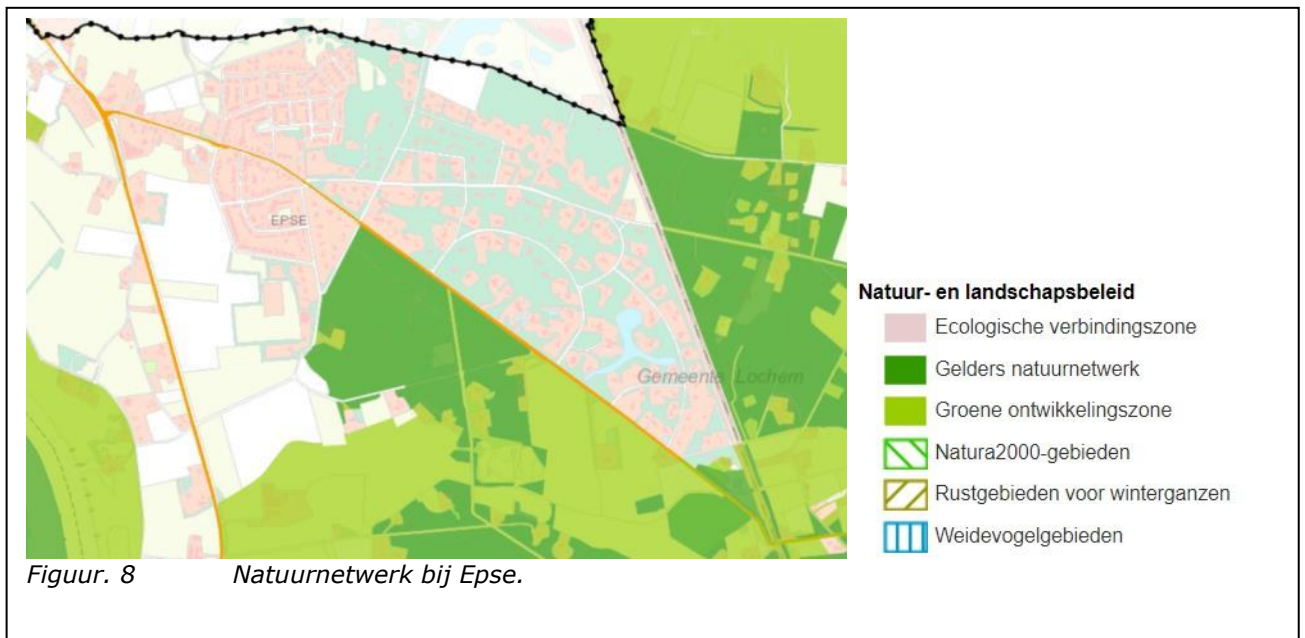 EPSE
Gemeente Lochem
Natuur- en landschapsbeleid
Ecologische verbindingszone
Gelders natuurnetwerk
Groene ontwikkelingszone
Natura2000-gebieden
Rustgebieden voor winterganzen
Weidevogelgebieden
Figuur. 8 Natuurnetwerk bij Epse.